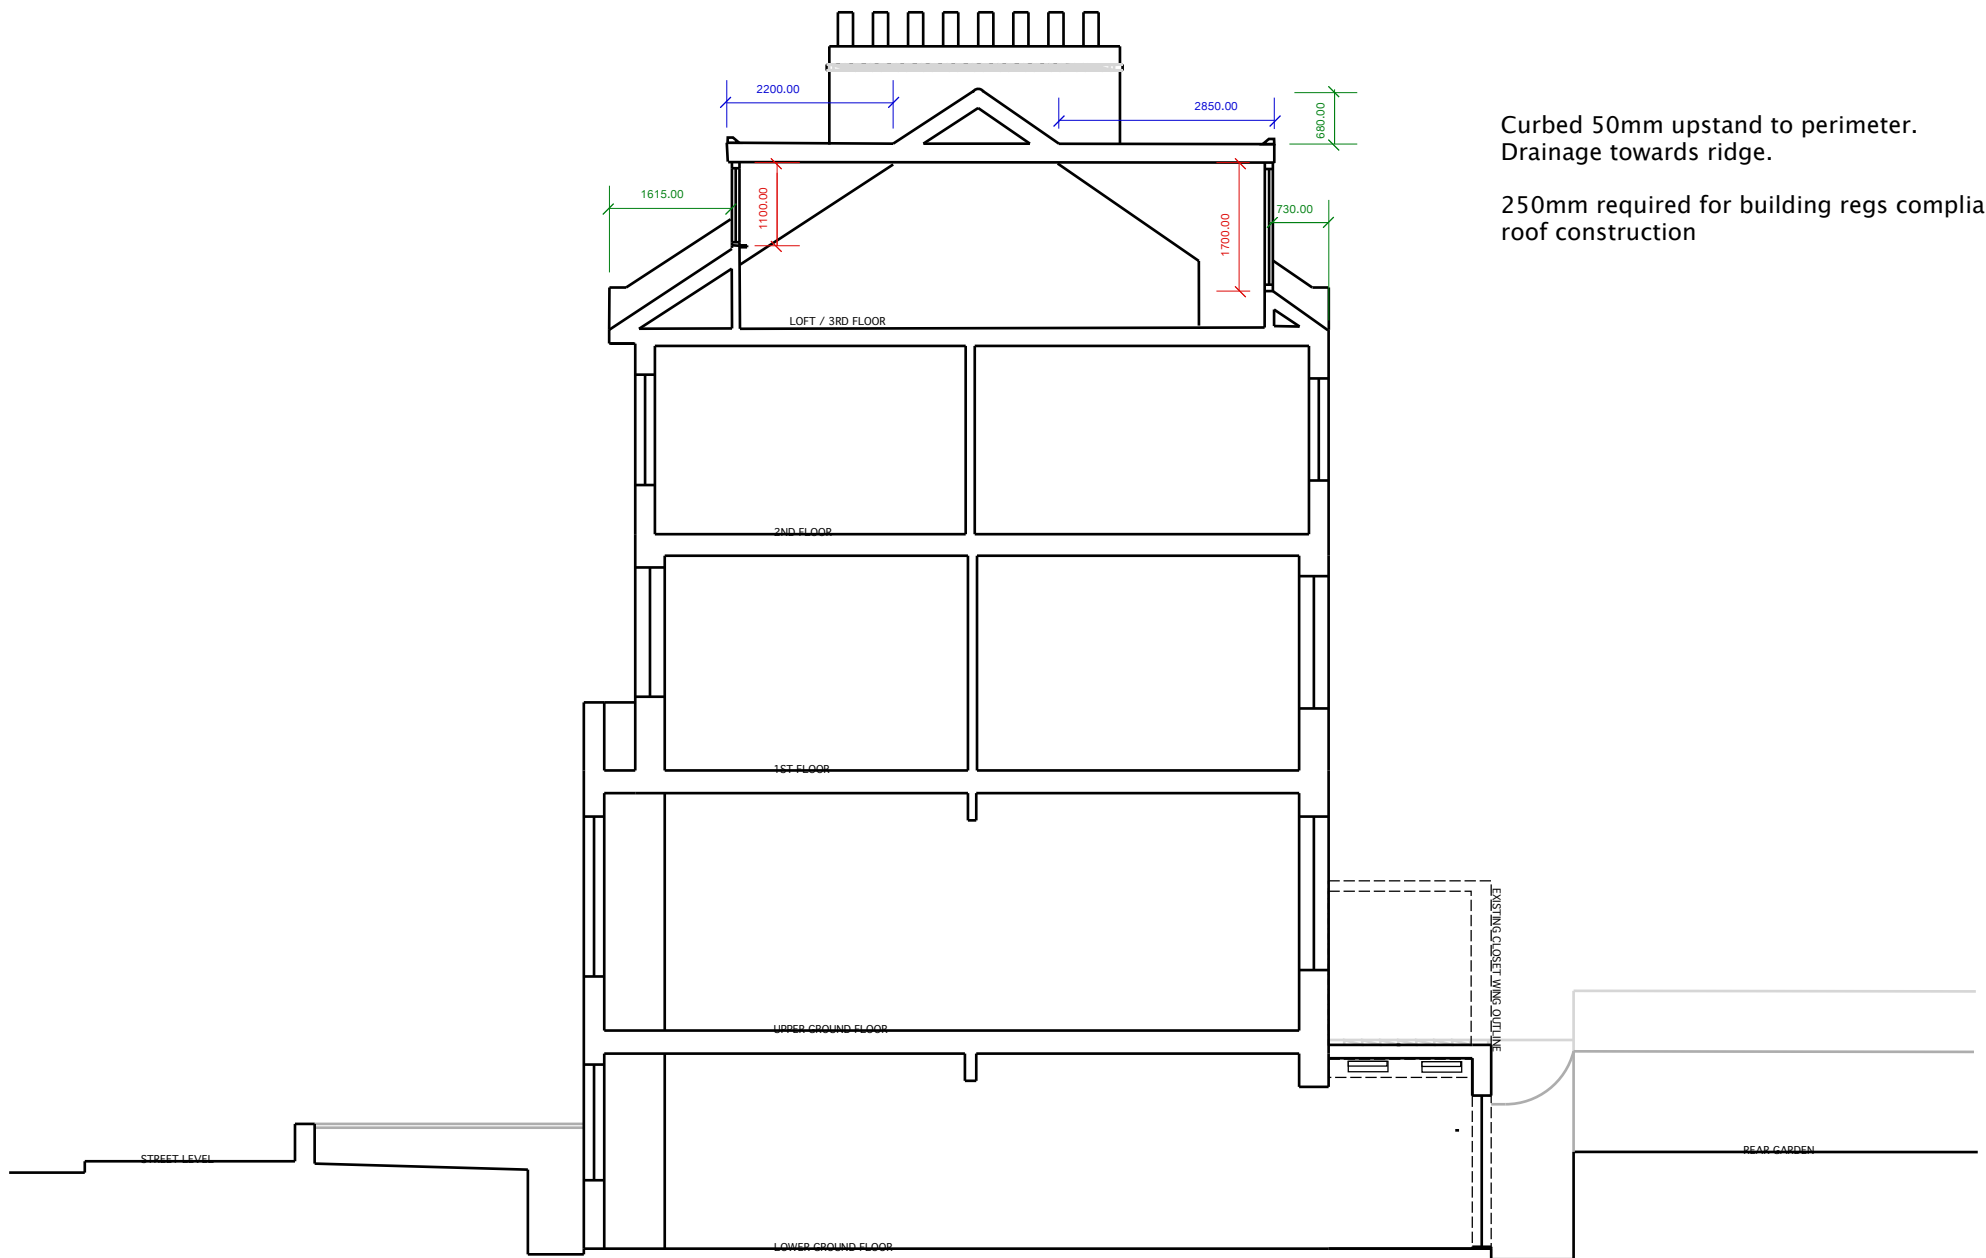 2200.00
2850.00
680.00
Curbed 50mm upstand to perimeter.
Drainage towards ridge.
250mm required for building regs complia
roof construction
1615.00
1100.00
1700.00
730.00
LOFT / 3RD FLOOR
2ND FLOOR
1ST FLOOR
EXISTING CLOSET WING OUTLINE
UPPER GROUND FLOOR
STREET LEVEL
REAR GARDEN
LOWER GROUND FLOOR